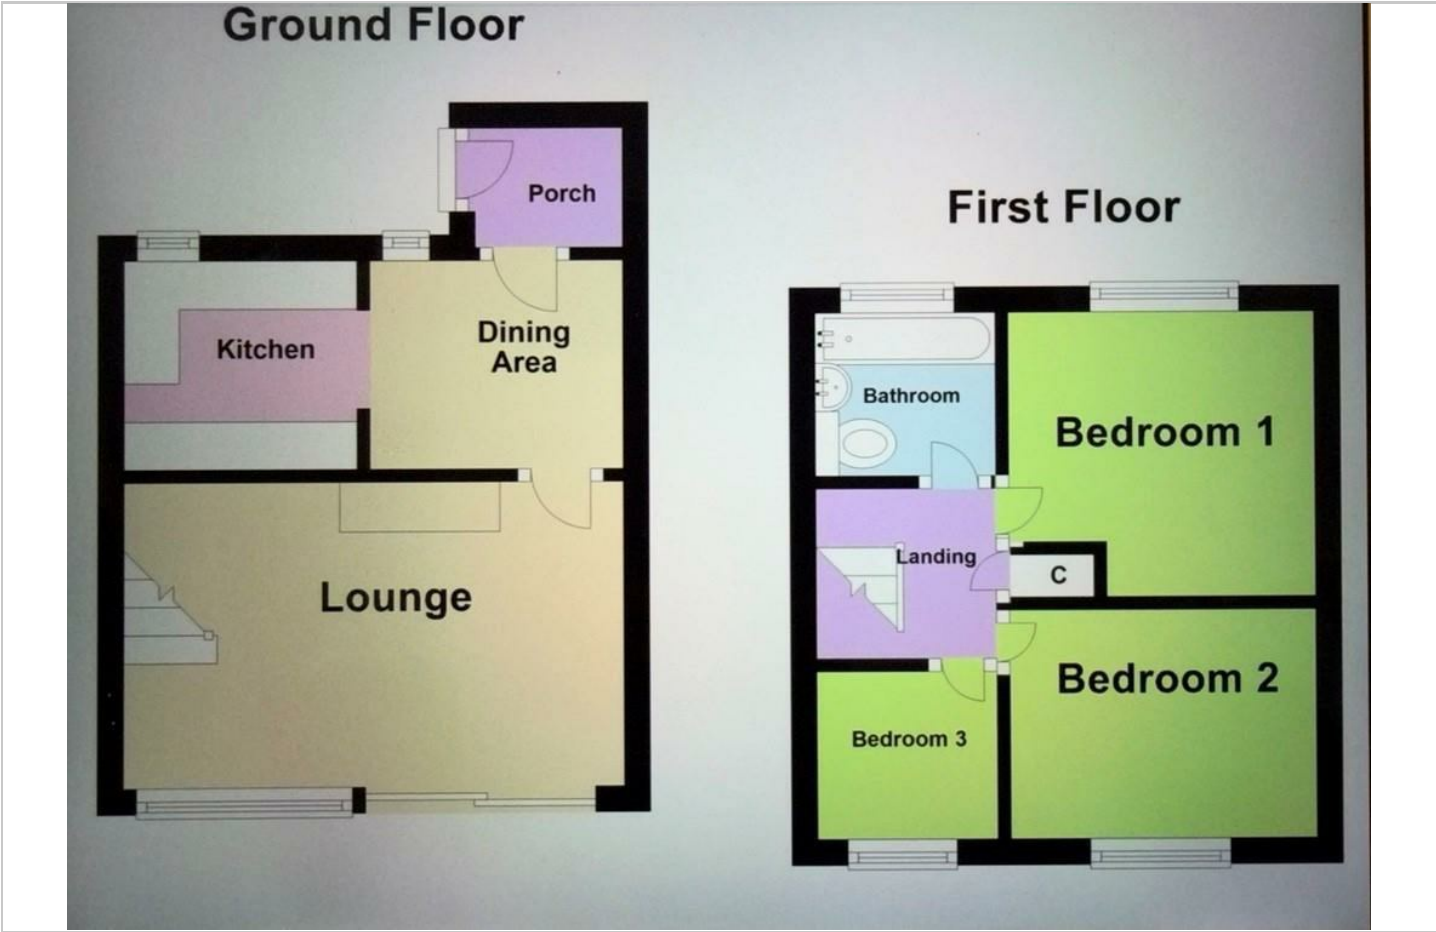 Ground Floor
Porch
Kitchen
Dining
Area
Lounge
First Floor
Bathroom
Bedroom 1
Landing
C
Bedroom 2
Bedroom 3